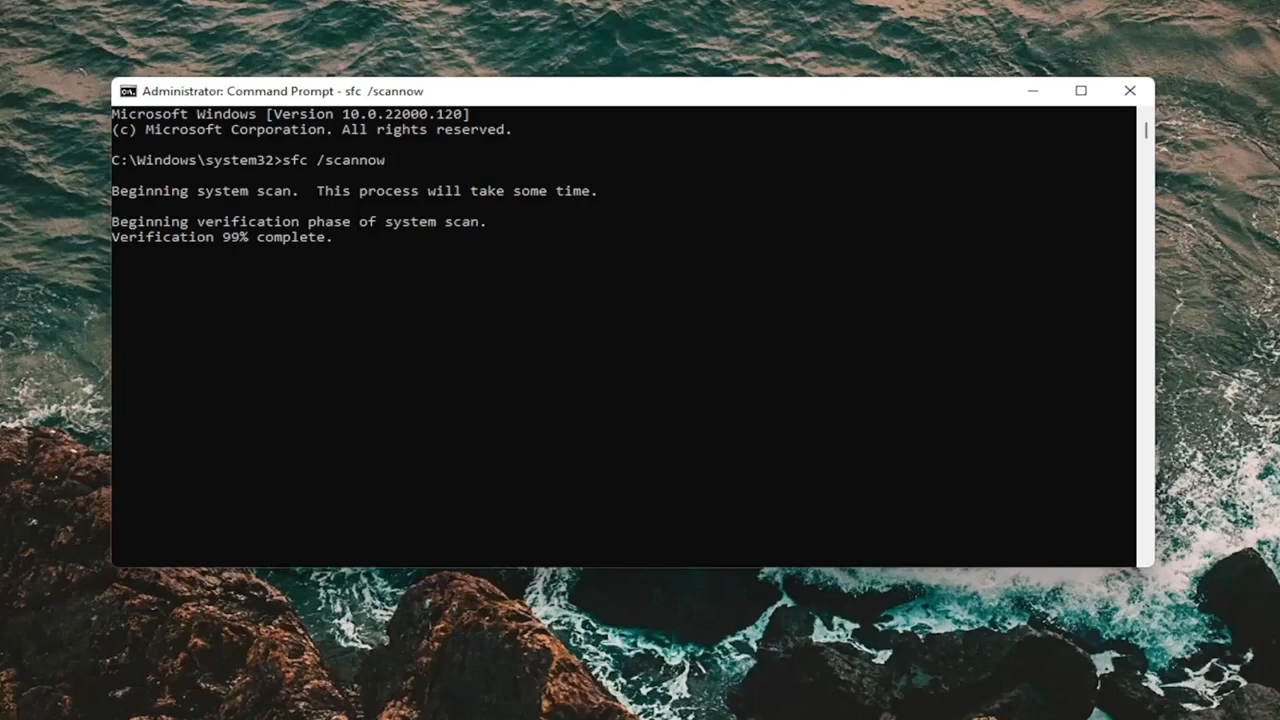 Administrator: Command Prompt - sfc  /scannow
Microsoft Windows [Version 10.0.22000.120]
(c) Microsoft Corporation. All rights reserved.
C:\Windows\system32>sfc /scannow
Beginning system scan.  This process will take some time.
Beginning verification phase of system scan.
Verification 99% complete.